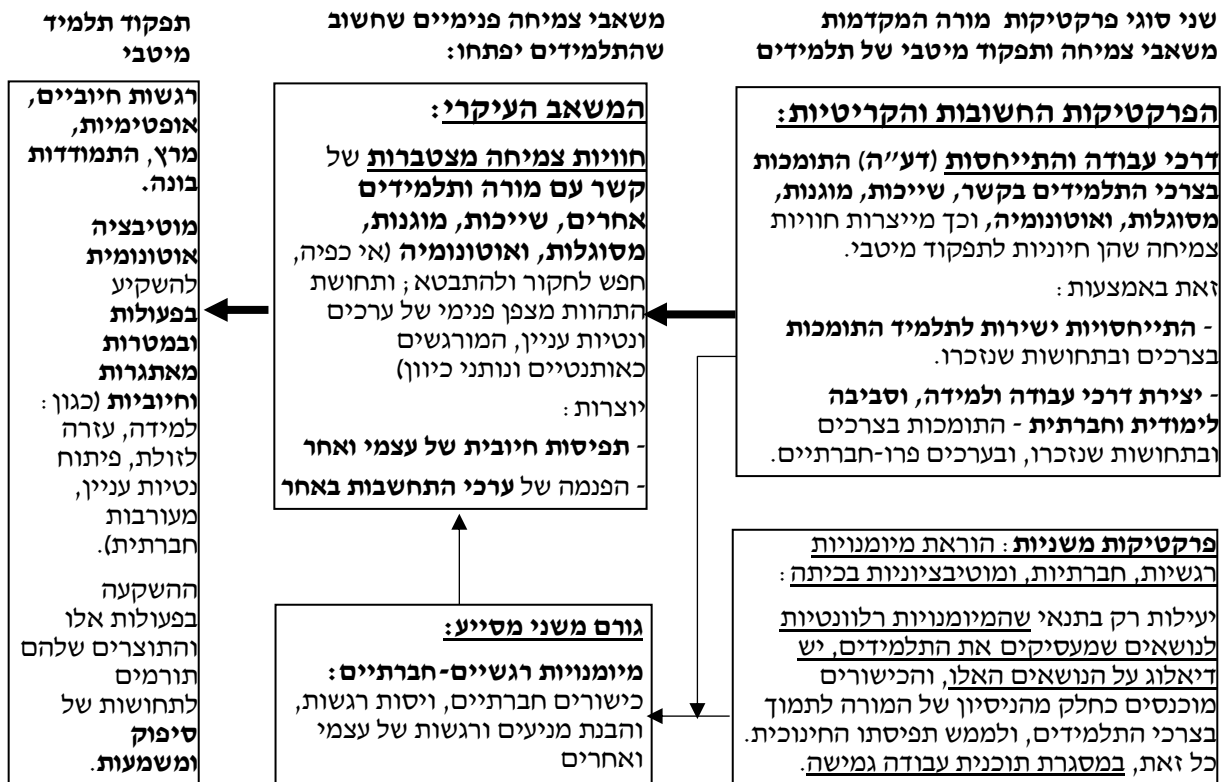 שני סוגי פרקטיקות מורה המקדמות
משאבי צמיחה ותפקוד מיטבי של תלמידים
הפרקטיקות החשובות והקריטיות:
דרכי עבודה והתייחסות (דע״ה) התומכות
בצרכי התלמידים בקשר, שייכות, מוגנות,
מסוגלות, ואוטונומיה, וכך מייצרות חוויות
צמיחה שהן חיוניות לתפקוד מיטבי.
זאת באמצעות:
- התייחסויות ישירות לתלמיד התומכות
בצרכים ובתחושות שנזכרו.
- יצירת דרכי עבודה ולמידה, וסביבה
לימודית וחברתית - התומכות בצרכים
ובתחושות שנזכרו, ובערכים פרו-חברתיים.
פרקטיקות משניות: הוראת מיומנויות
רגשיות, חברתיות, ומוטיבציוניות בכיתה:
יעילות רק בתנאי שהמיומנויות רלוונטיות
לנושאים שמעסיקים את התלמידים, יש
דיאלוג על הנושאים האלו, והכישורים
מוכנסים כחלק מהניסיון של המורה לתמוך
בצרכי התלמידים, ולממש תפיסתו החינוכית.
כל זאת, במסגרת תוכנית עבודה גמישה.
משאבי צמיחה פנימיים שחשוב
שהתלמידים יפתחו:
המשאב העיקרי:
חוויות צמיחה מצטברות של
קשר עם מורה ותלמידים
אחרים, שייכות, מוגנות,
מסוגלות, ואוטונומיה (אי כפיה,
חפש לחקור ולהתבטא; ותחושת
התהוות מצפן פנימי של ערכים
ונטיות עניין, המורגשים
כאותנטיים ונותני כיוון)
יוצרות:
- תפיסות חיובית של עצמי ואחר
- הפנמה של ערכי התחשבות באחר
גורם משני מסייע:
מיומנויות רגשיים-חברתיים:
כישורים חברתיים, ויסות רגשות,
והבנת מניעים ורגשות של עצמי
ואחרים
תפקוד תלמיד
מיטבי
רגשות חיוביים,
אופטימיות,
מרץ, התמודדות
בונה.
מוטיבציה
אוטונומית
להשקיע
בפעולות
ובמטרות
מאתגרות
וחיוביות (כגון:
למידה, עזרה
לזולת, פיתוח
נטיות עניין,
מעורבות
חברתית).
ההשקעה
בפעולות אלו
והתוצרים שלהם
תורמים
לתחושות של
סיפוק
ומשמעות.